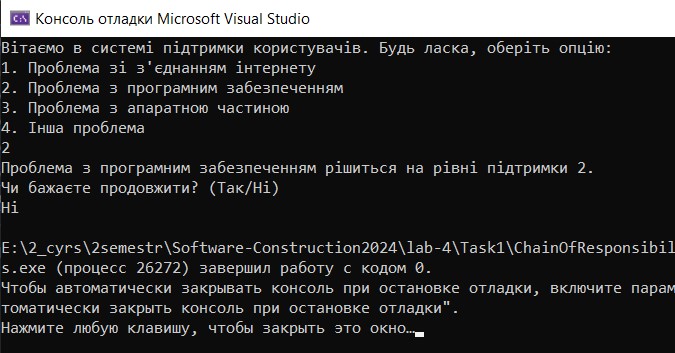 Консоль отладки Microsoft Visual Studio
Вітаємо в системі підтримки користувачів. Будь ласка, оберіть опцію:
1. Проблема зі з'єднанням інтернету
2. Проблема з програмним забезпеченням
3. Проблема з апаратною частиною
4. Інша проблема
2
Проблема з програмним забезпеченням рішиться на рівні підтримки 2.
Чи бажаєте продовжити? (Так/Ні)
Ні
E:\2_cyrs\2semestr\Software-Construction2024\lab-4\Task1\ChainOfResponsibil
s.exe (процесс 26272) завершил работу с кодом 0.
Чтобы автоматически закрывать консоль при остановке отладки, включите парам
томатически закрыть консоль при остановке отладки".
Нажмите любую клавишу, чтобы закрыть это окно…